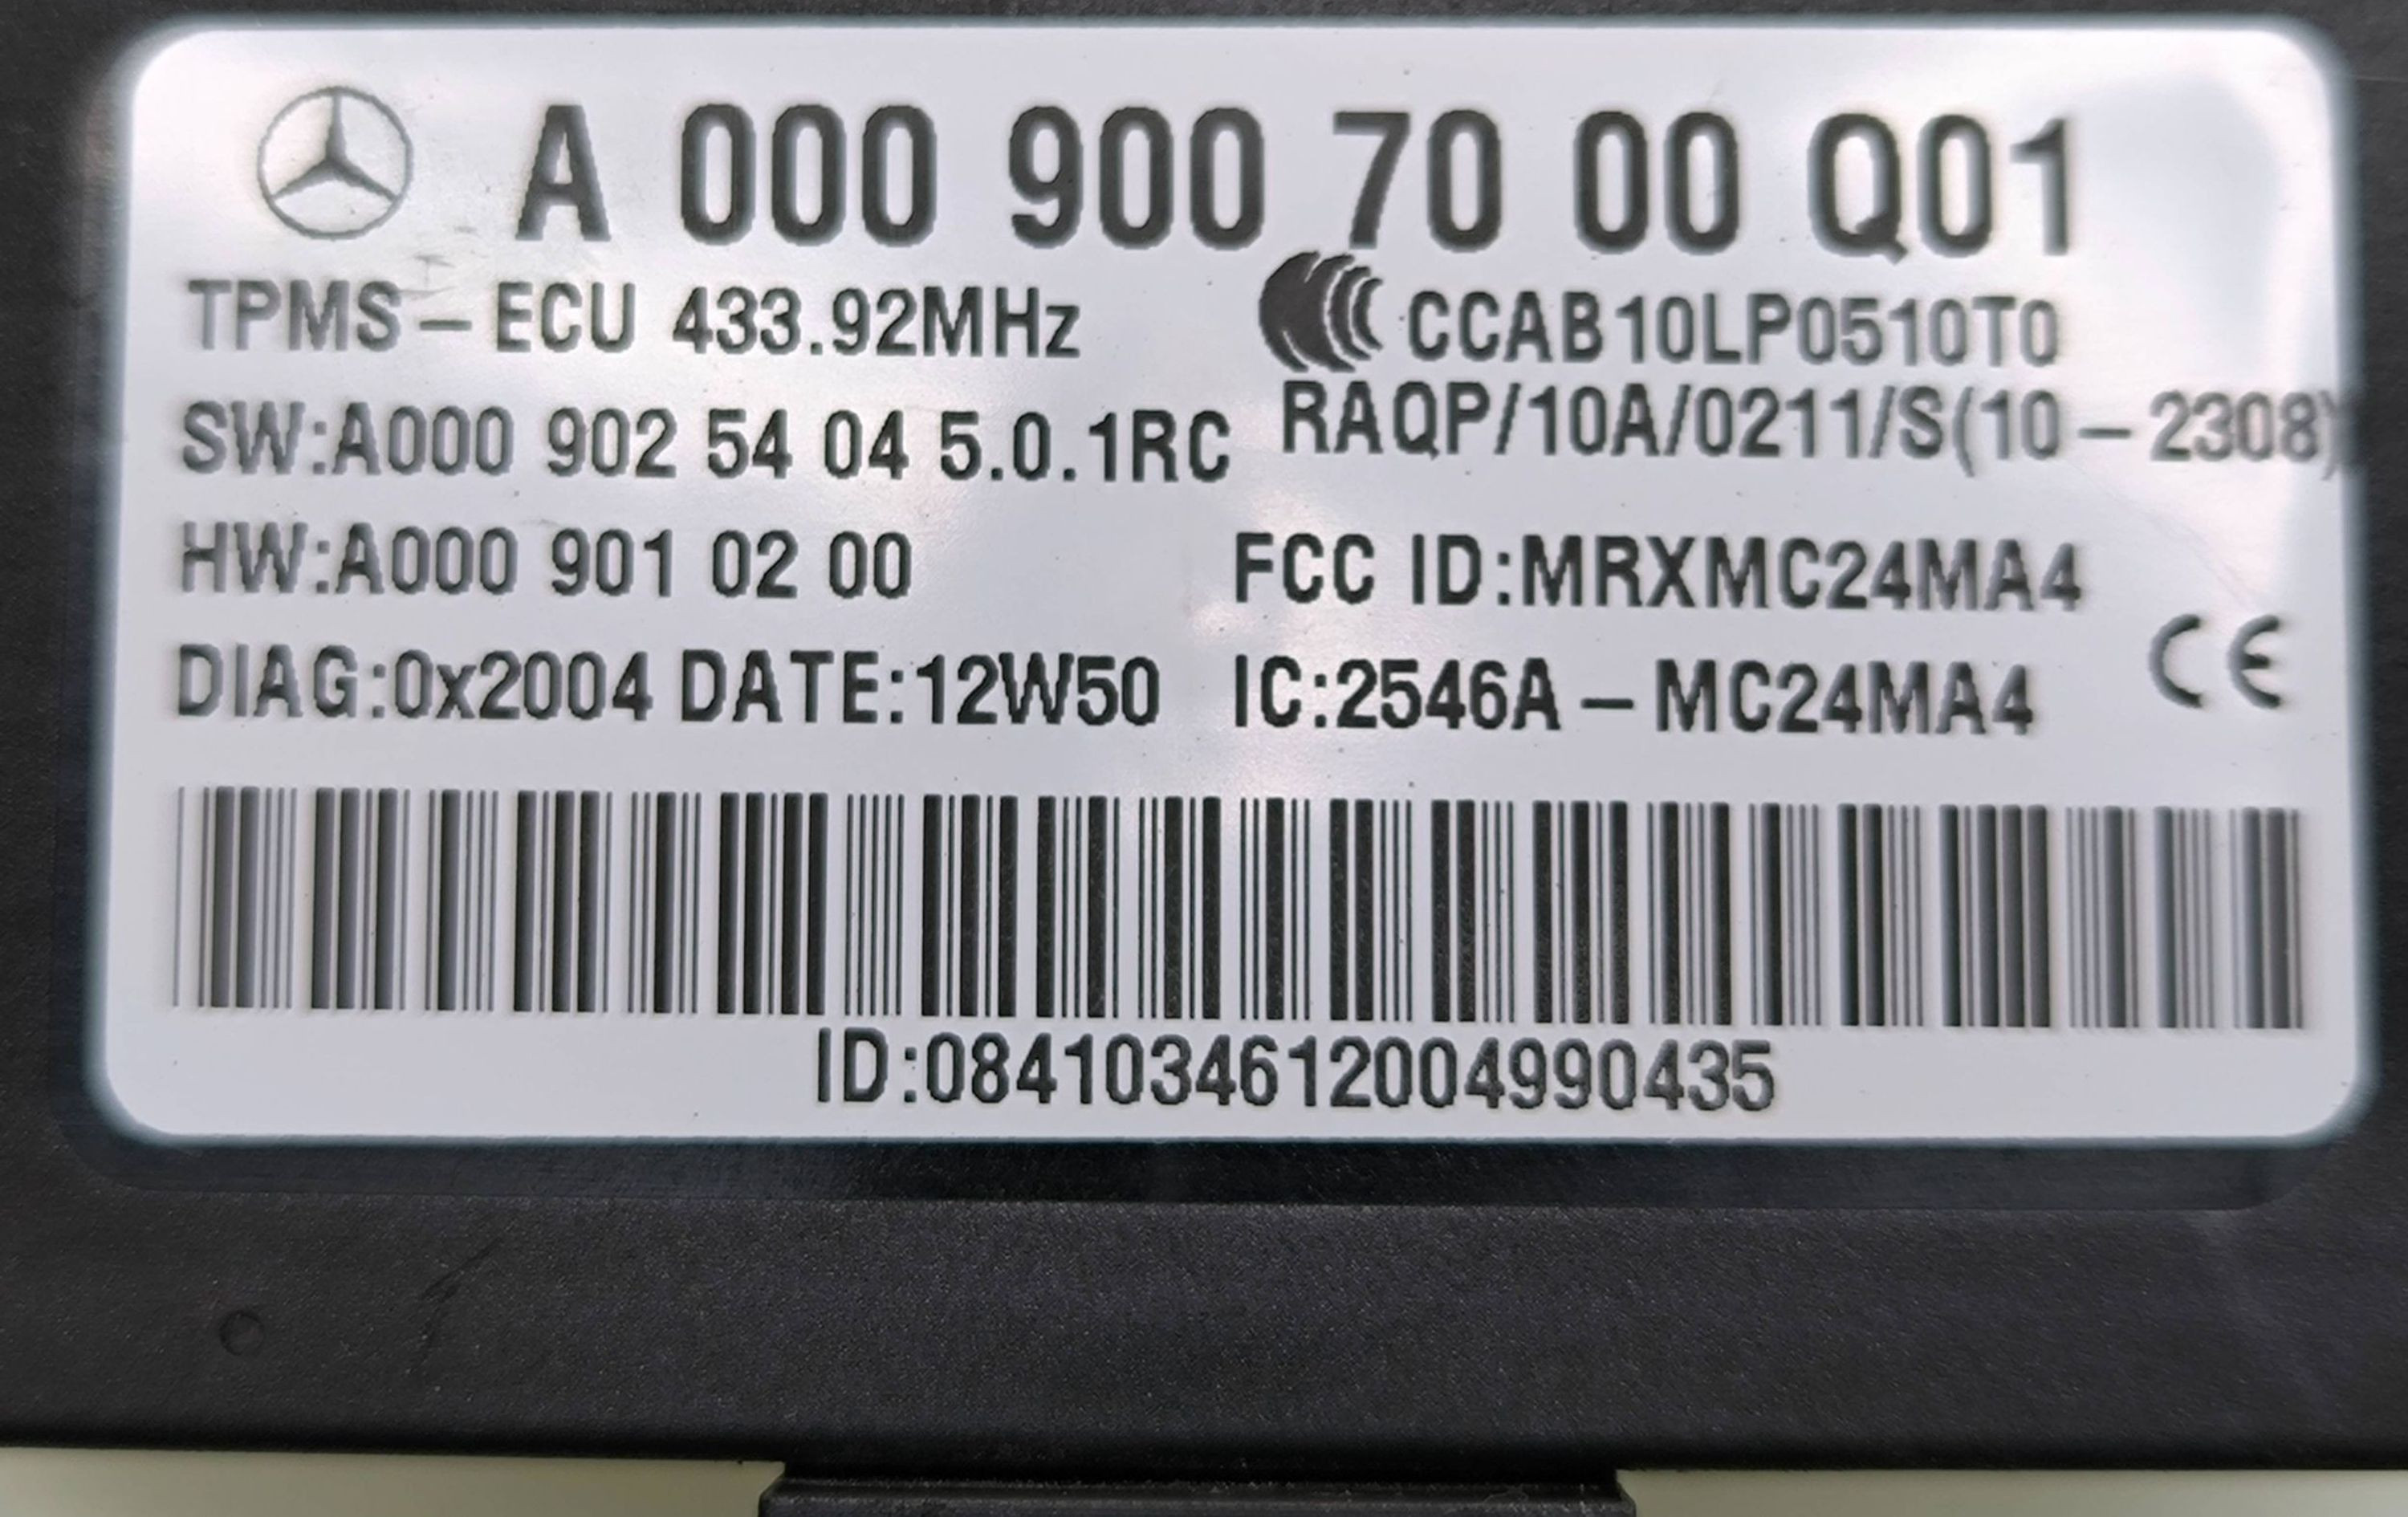 A 000 900 70 00 Q01
TPMS-ECU 433.92MHz
CCAB10LP0510T0
SW:A000 902 54 04 5.0.1RC
RAQP/10A/0211/S(10-2308)
HW:A000 901 02 00
FCC ID:MRXMC24MA4
DIAG:0x2004 DATE:12W50
IC:2546A-MC24MA4
CE
ID:0841034612004990435